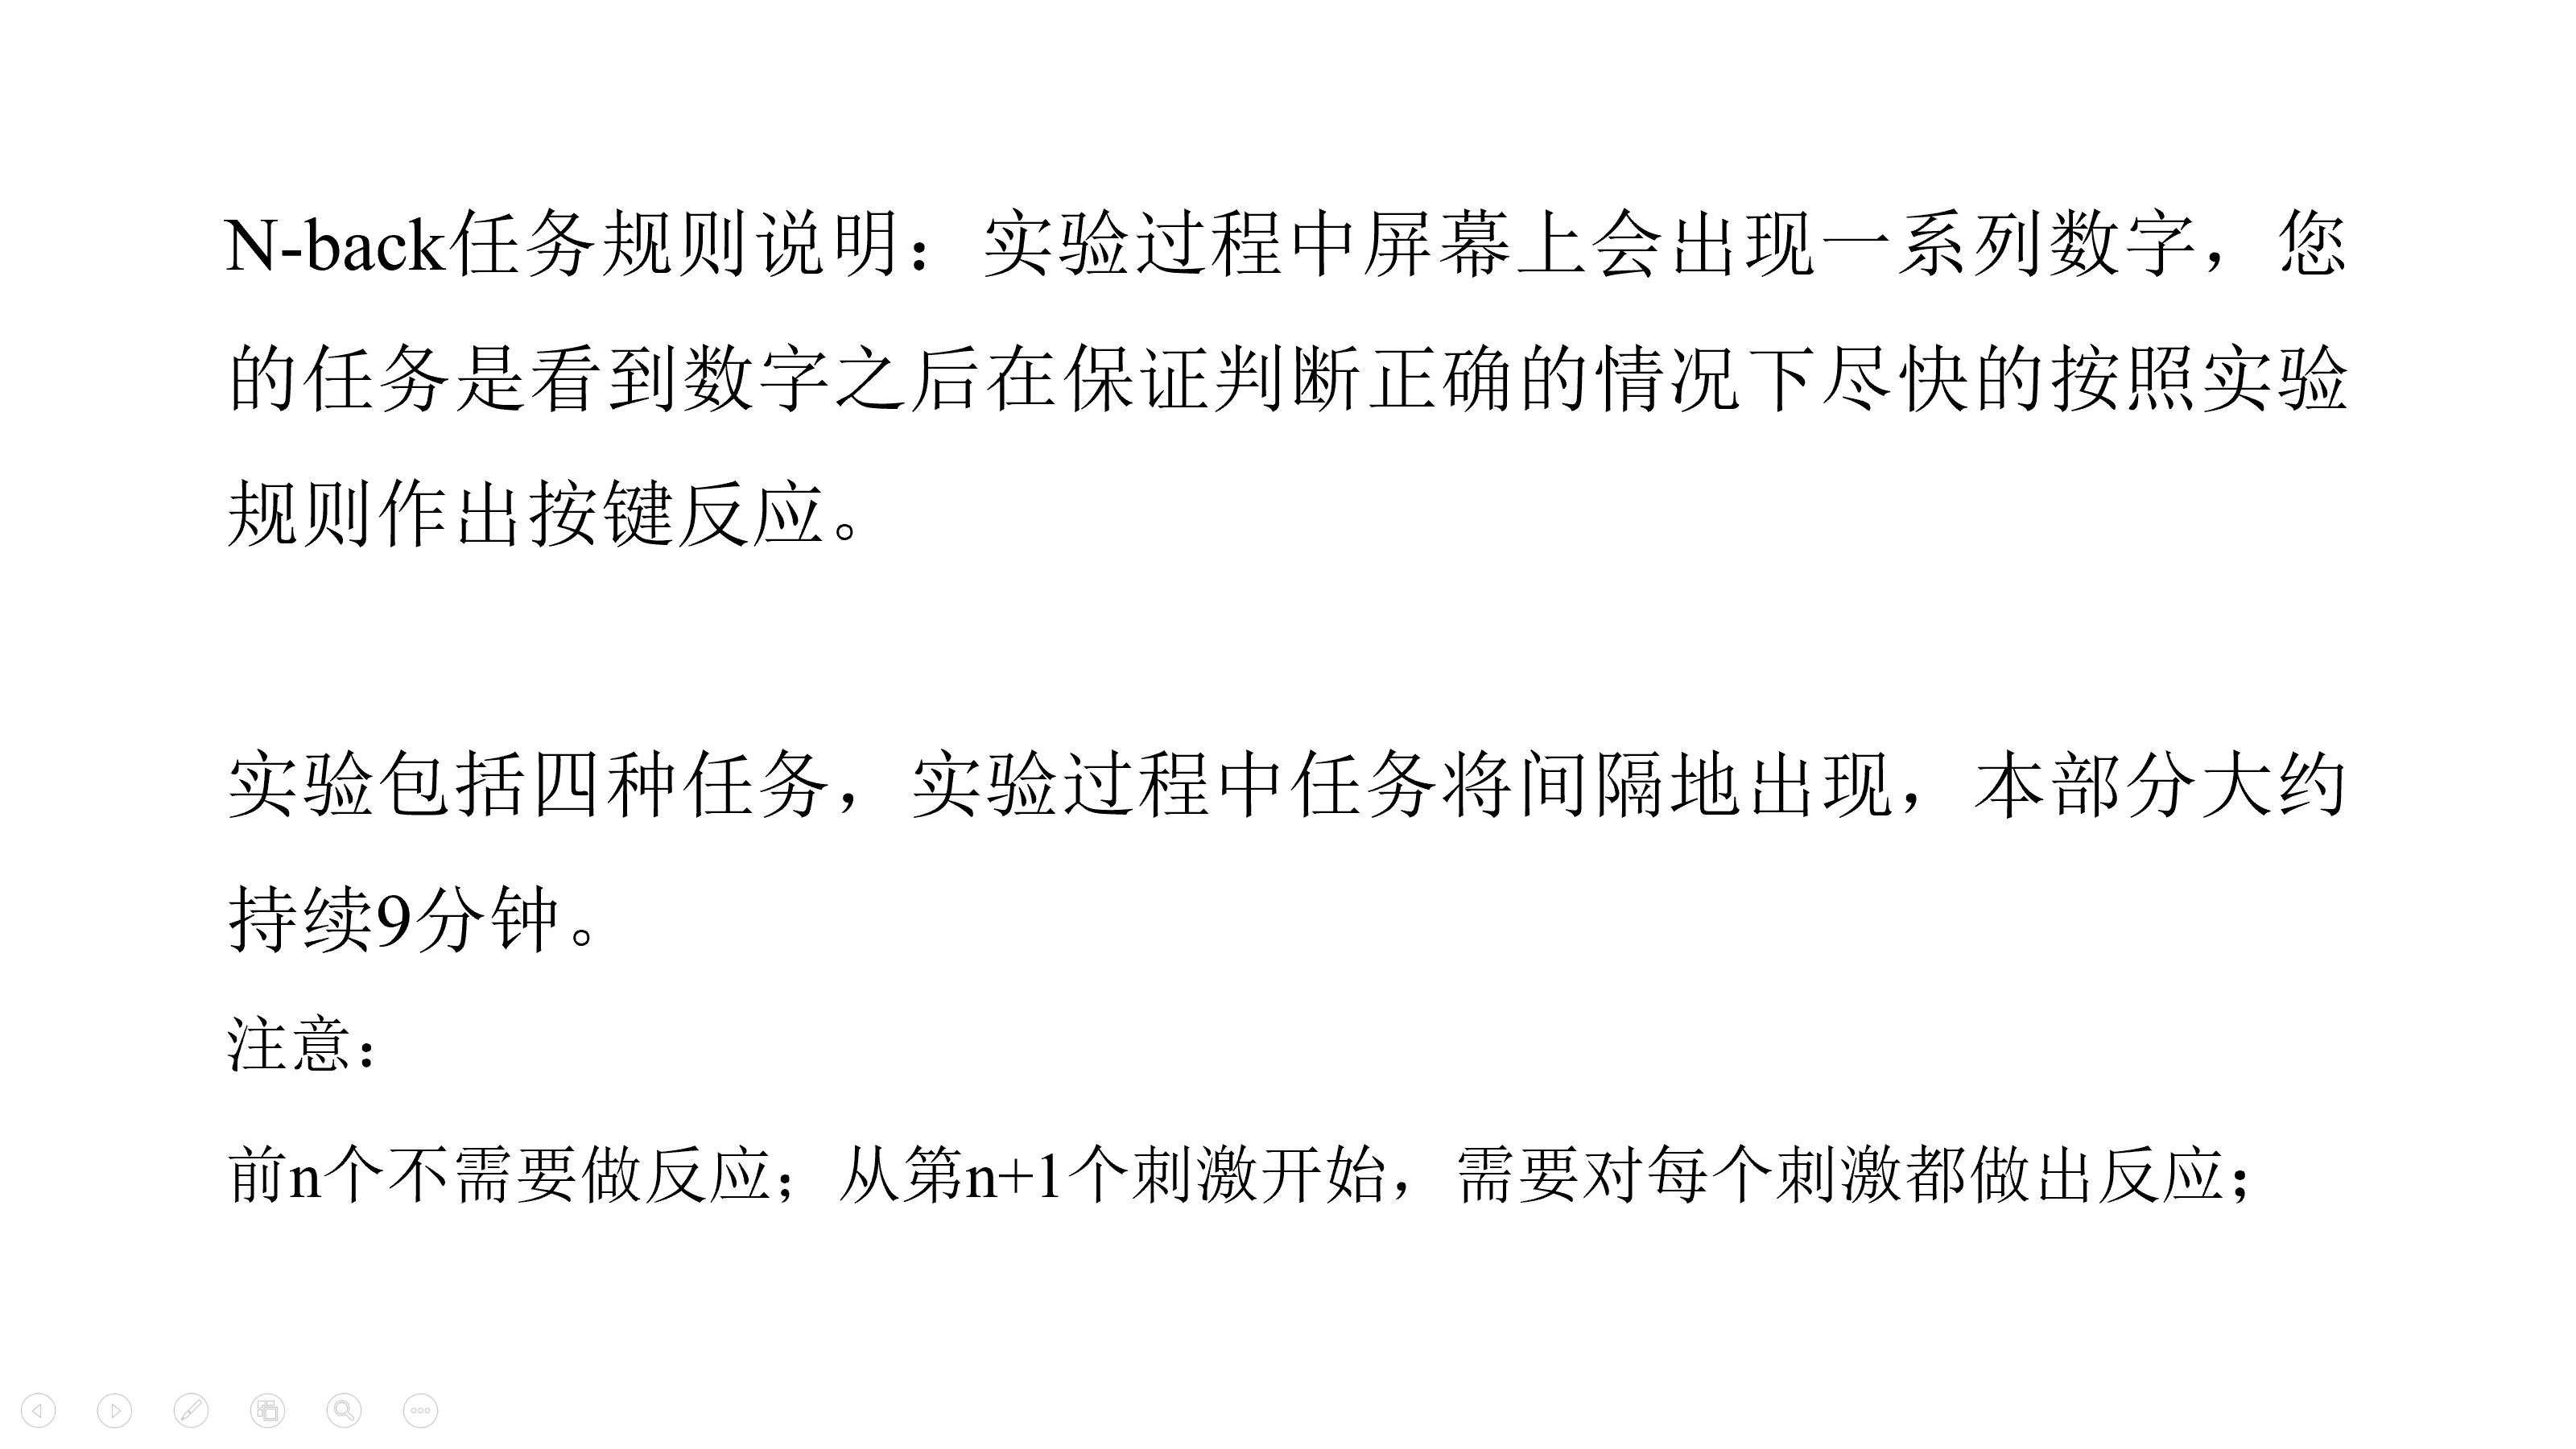 N-back任务规则说明：实验过程中屏幕上会出现一系列数字，您
的任务是看到数字之后在保证判断正确的情况下尽快的按照实验
规则作出按键反应。
实验包括四种任务，实验过程中任务将间隔地出现，本部分大约
持续9分钟。
注意：
前n个不需要做反应；从第n+1个刺激开始，需要对每个刺激都做出反应；